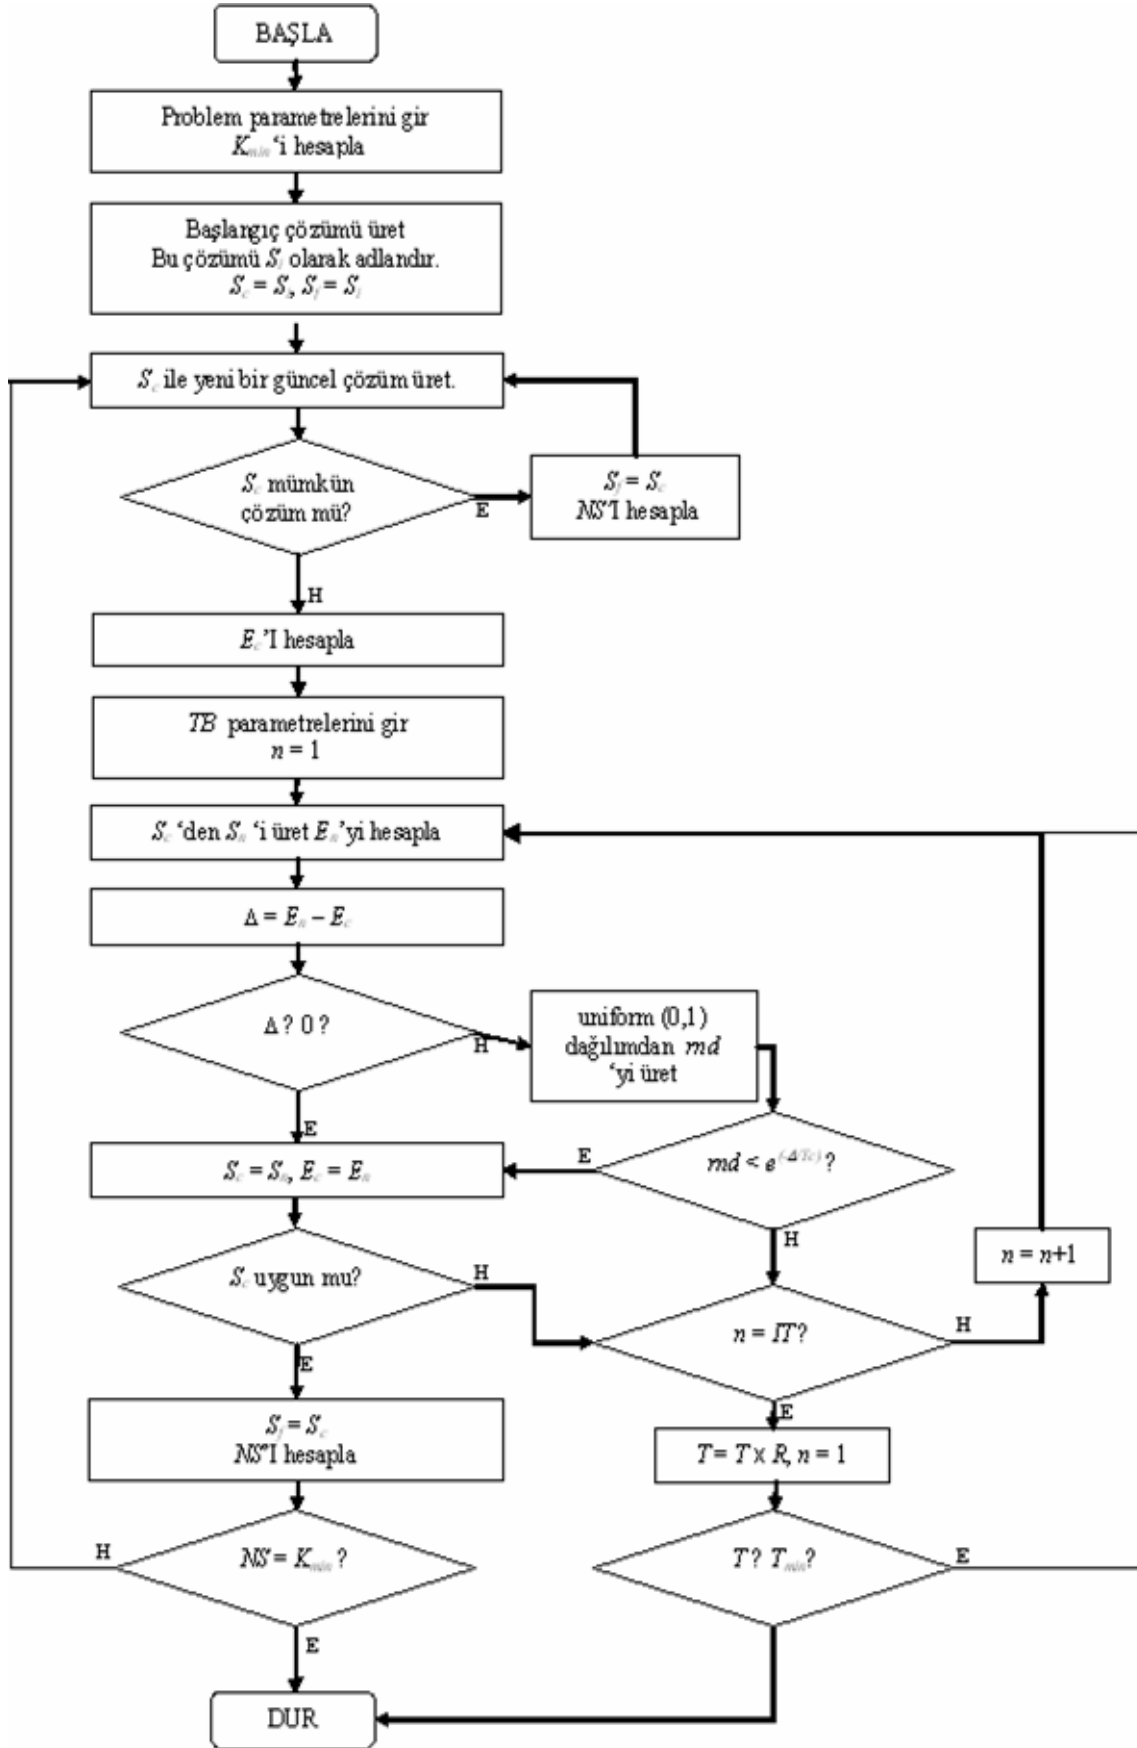 BAŞLA
Problem parametrelerini gir
Kmin ‘i hesapla
Başlangıç çözümü üret
Bu çözümü Si olarak adlandır.
Sc = Si, Sf = Si
Sc ile yeni bir güncel çözüm üret.
Sc mümkün
çözüm mü?
E
Sf = Sc
NS'I hesapla
H
Ec’I hesapla
TB parametrelerini gir
n = 1
Sc ‘den Sn ‘i üret En’yi hesapla
Δ = En – Ec
Δ ? 0 ?
H
uniform (0,1)
dağılımdan rnd
‘yi üret
E
Sc = Sn, Ec = En
E
rnd < e(-Δ/Tc) ?
H
n = n+1
Sc uygun mu?
H
n = IT?
H
E
E
Sf = Sc
NS'I hesapla
T = T x R, n = 1
H
NS = Kmin ?
T ? Tmin?
E
E
DUR